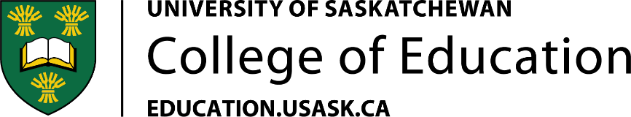 UNIVERSITY OF SASKATCHEWAN
College of Education
EDUCATION.USASK.CA